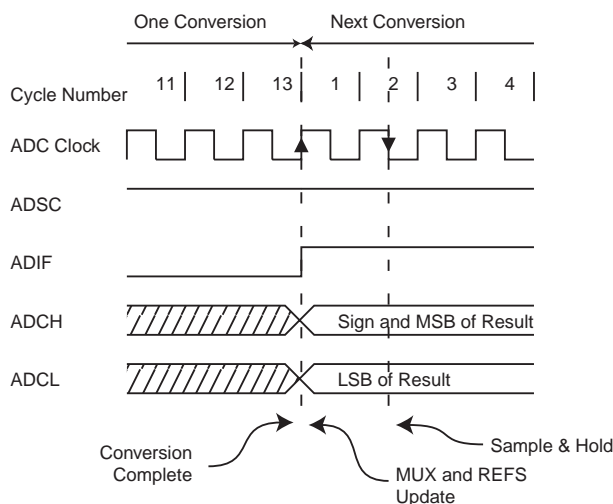 One Conversion Next Conversion
Cycle Number 11 12 13 1 2 3 4
ADC Clock
ADSC
ADIF
ADCH Sign and MSB of Result
ADCL LSB of Result
Conversion
Complete
MUX and REFS
Update
Sample & Hold